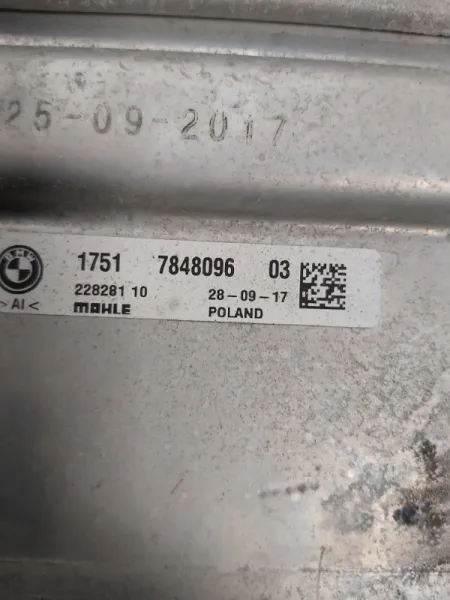 25-09-2017
BMW
1751 7848096 03
>Al<
228281 10 28-09-17
MAHLE POLAND